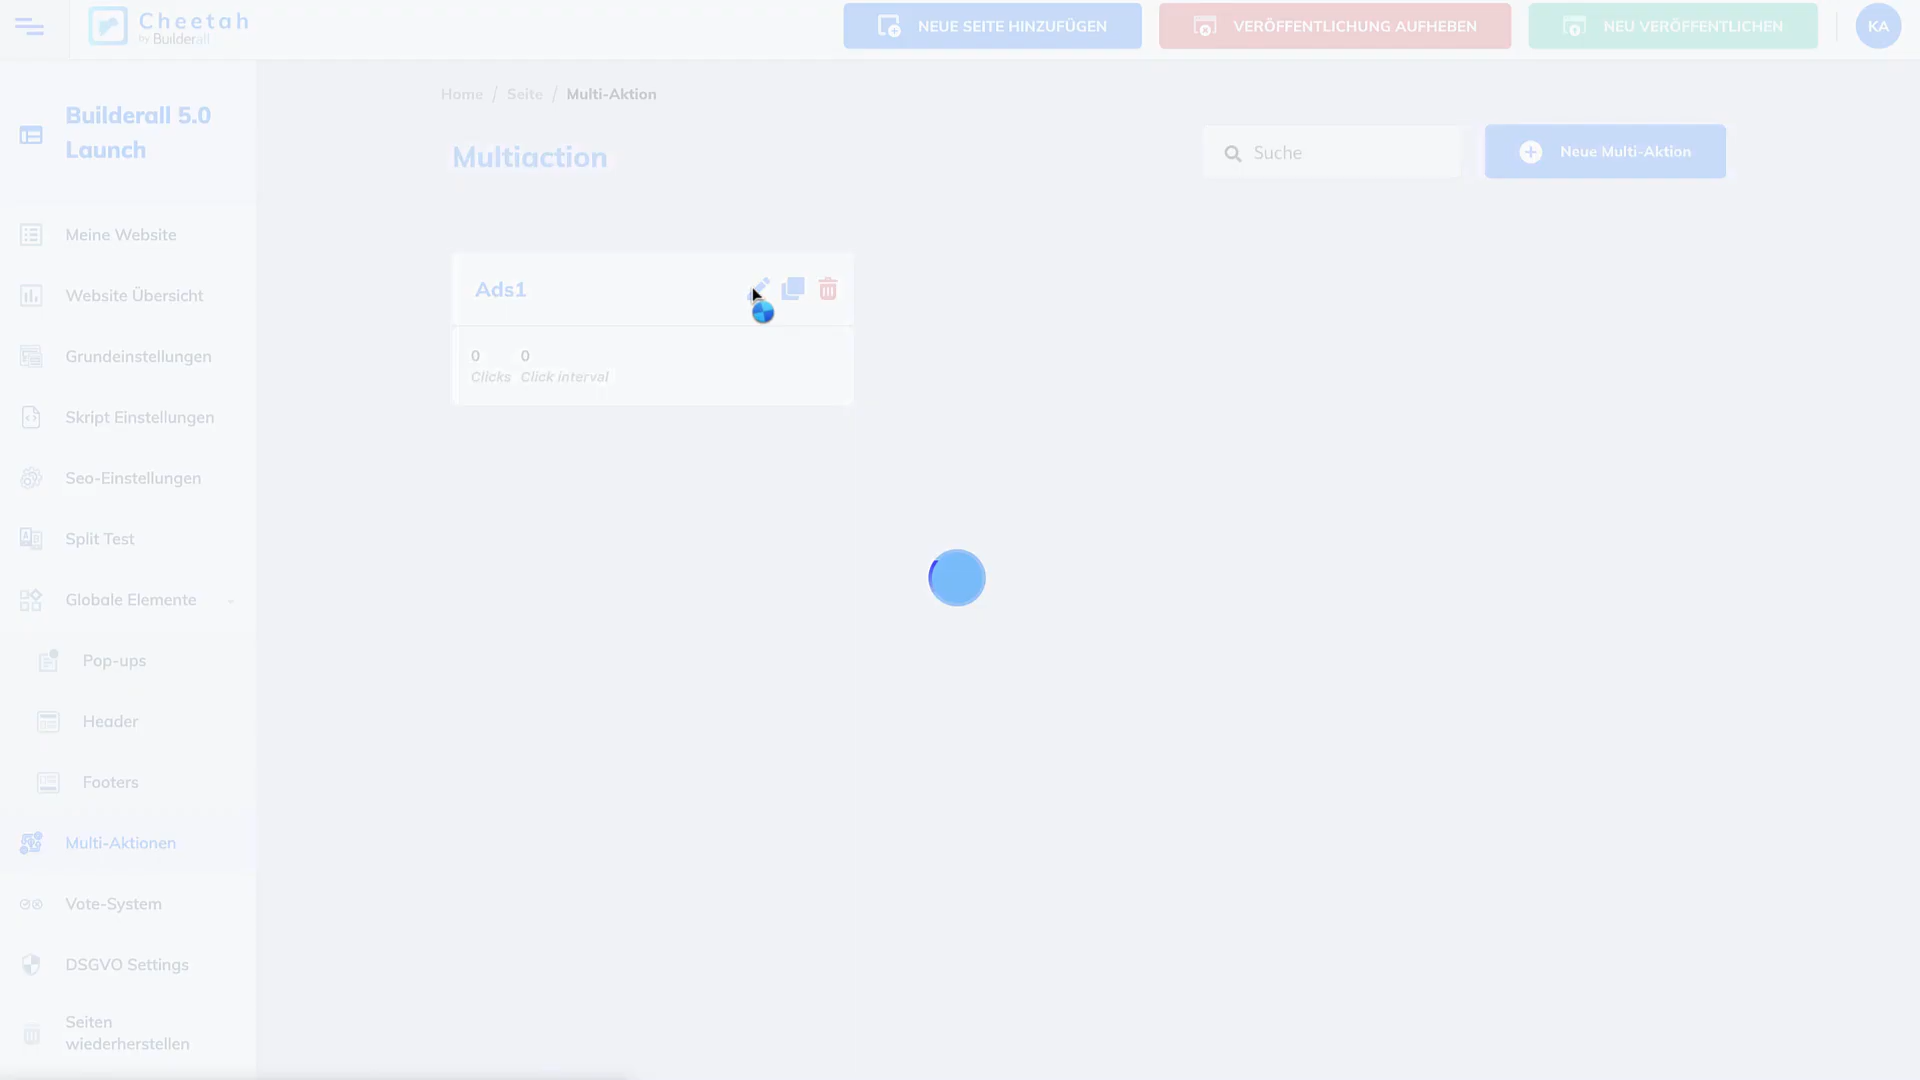 Cheetah
by Builderall
NEUE SEITE HINZUFÜGEN
VERÖFFENTLICHUNG AUFHEBEN
NEU VERÖFFENTLICHEN
KA
Builderall 5.0
Launch
Meine Website
Website Übersicht
Grundeinstellungen
Skript Einstellungen
Seo-Einstellungen
Split Test
Globale Elemente
Pop-ups
Header
Footers
Multi-Aktionen
Vote-System
DSGVO Settings
Seiten
wiederherstellen
Home / Seite / Multi-Aktion
Multiaction
Suche
Neue Multi-Aktion
Ads1
0 0
Clicks Click interval